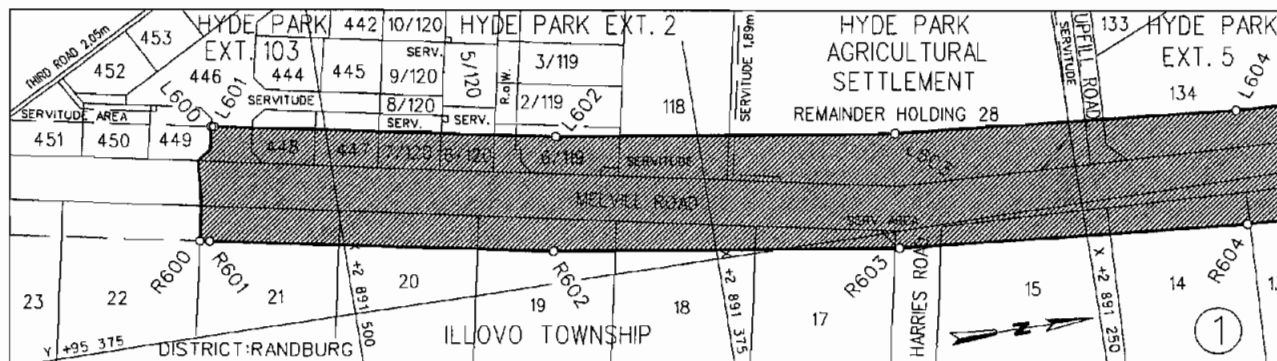 HYDE PARK
EXT. 103
HYDE PARK EXT. 2
HYDE PARK
AGRICULTURAL
SETTLEMENT
REMAINDER HOLDING 28
HYDE PARK
EXT. 5
THIRD ROAD 2,05m
453
452
446
444
445
442
10/120
SERV.
9/120
8/120
SERV.
5/120
SERV.
R.o.W.
3/119
2/119
118
SERVITUDE 1,89m
SERVITUDE
UPFILL ROAD
133
134
L600
L601
L602
L603
L604
SERVITUDE AREA
SERVITUDE
451
450
449
448
447
7/120
6/120
6/119
SERVITUDE
MELVILL ROAD
SERV. AREA
R600
R601
R602
R603
R604
23
22
21
20
19
18
17
HARRIES ROAD
15
14
X +2 891 500
X +2 891 375
X +2 891 250
Y +95 375
DISTRICT:RANDBURG
ILLOVO TOWNSHIP
N
1